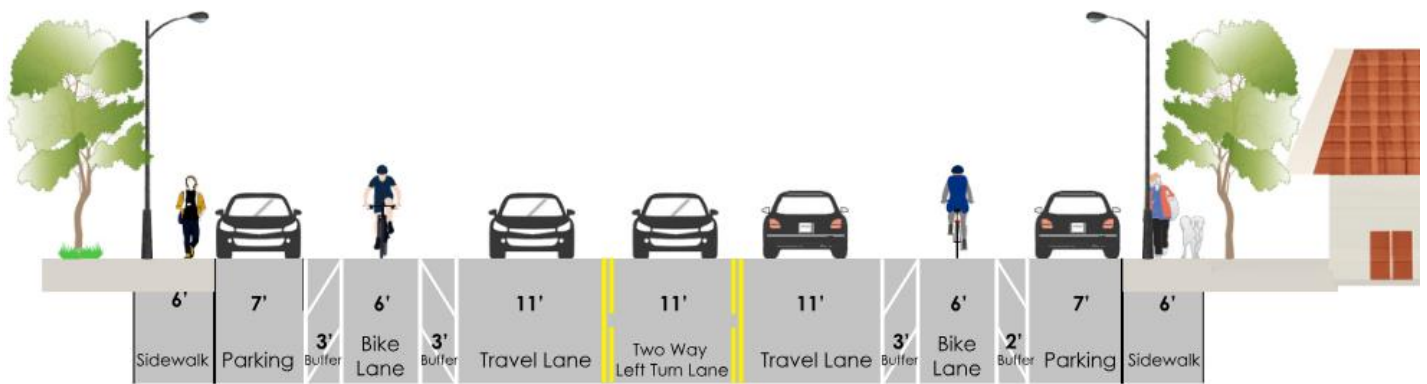 6'
Sidewalk
7'
Parking
3'
Buffer
6'
Bike
Lane
3'
Buffer
11'
Travel Lane
11'
Two Way
Left Turn Lane
11'
Travel Lane
3'
Buffer
6'
Bike
Lane
2'
Buffer
7'
Parking
6'
Sidewalk